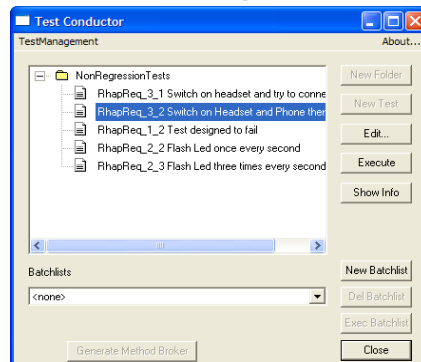 Test Conductor
TestManagement
About...
NonRegressionTests
RhapReq_3_1 Switch on headset and try to conne
RhapReq_3_2 Switch on Headset and Phone ther
RhapReq_1_2 Test designed to fail
RhapReq_2_2 Flash Led once every second
RhapReq_2_3 Flash Led three times every second
New Folder
New Test
Edit...
Execute
Show Info
Batchlists
<none>
New Batchlist
Del Batchlist
Exec Batchlist
Generate Method Broker
Close